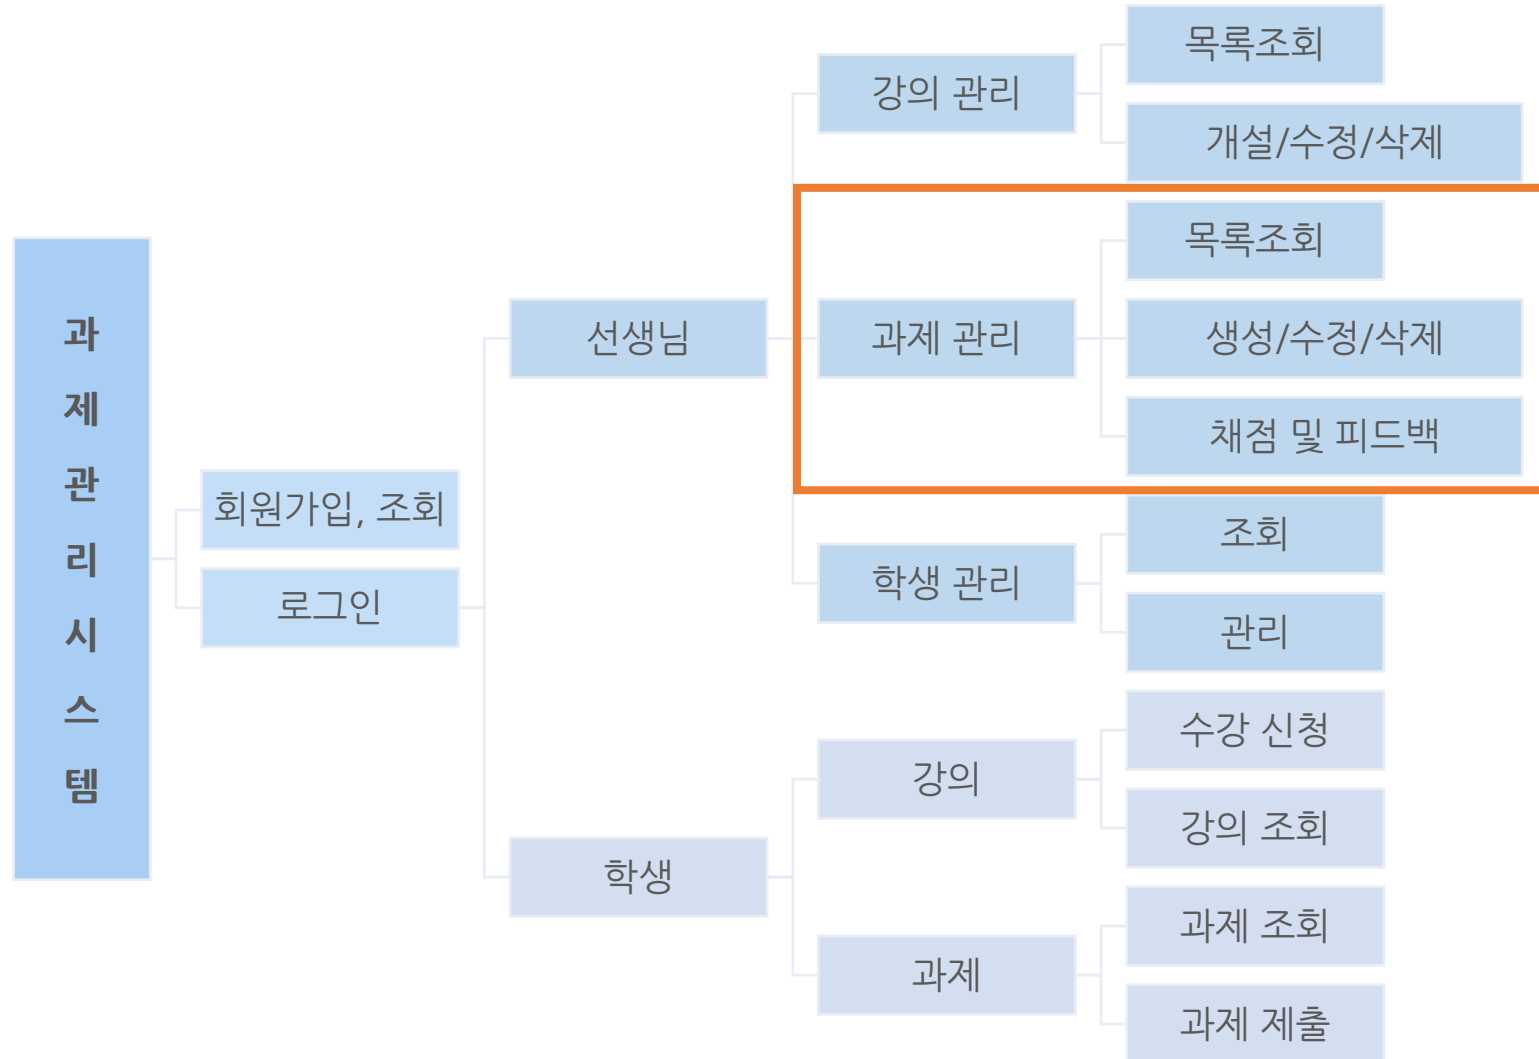 과
제
관
리
시
스
템
회원가입, 조회
로그인
선생님
강의 관리
목록조회
개설/수정/삭제
과제 관리
목록조회
생성/수정/삭제
채점 및 피드백
학생 관리
조회
관리
학생
강의
수강 신청
강의 조회
과제
과제 조회
과제 제출